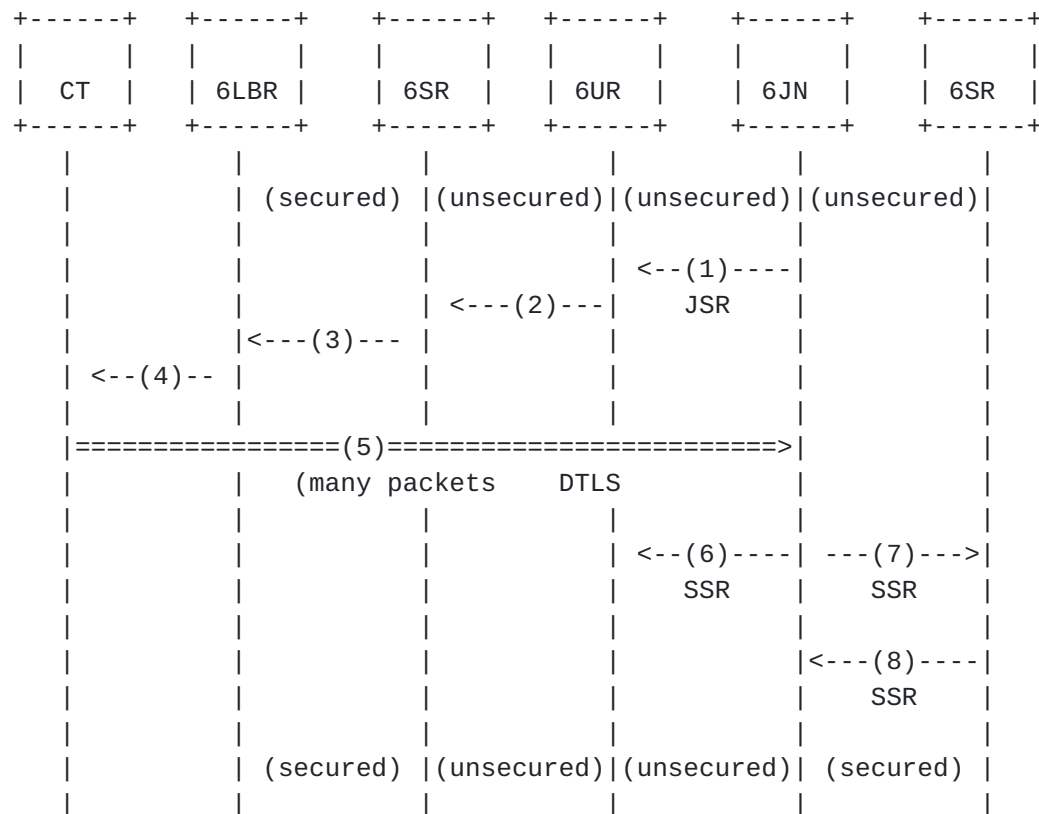 +------+   +------+    +------+   +------+    +------+    +------+
|      |   |      |    |      |   |      |    |      |    |      |
|  CT  |   | 6LBR |    | 6SR  |   | 6UR  |    | 6JN  |    | 6SR  |
+------+   +------+    +------+   +------+    +------+    +------+
   |          |           |           |           |           |
   |          | (secured) |(unsecured)|(unsecured)|(unsecured)|
   |          |           |           |           |           |
   |          |           |           | <--(1)----|           |
   |          |           | <---(2)---|    JSR    |           |
   |          |<---(3)--- |           |           |           |
   | <--(4)-- |           |           |           |           |
   |          |           |           |           |           |
   |=================(5)=========================>|           |
   |          |   (many packets    DTLS           |           |
   |          |           |           |           |           |
   |          |           |           | <--(6)----| ---(7)--->|
   |          |           |           |    SSR    |    SSR    |
   |          |           |           |           |           |
   |          |           |           |           |<---(8)----|
   |          |           |           |           |    SSR    |
   |          |           |           |           |           |
   |          | (secured) |(unsecured)|(unsecured)| (secured) |
   |          |           |           |           |           |